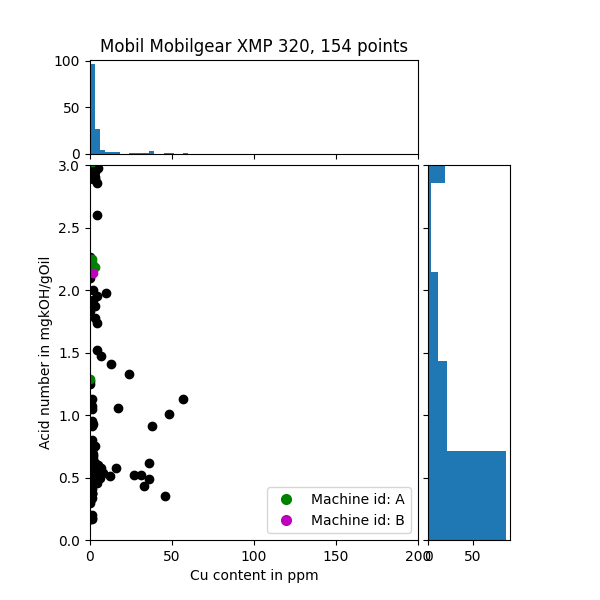 Mobil Mobilgear XMP 320, 154 points
100
50
0
3.0
2.5
2.0
1.5
1.0
0.5
0.0
Acid number in mgkOH/gOil
Machine id: A
Machine id: B
0 50 100 150 200 0 50
Cu content in ppm